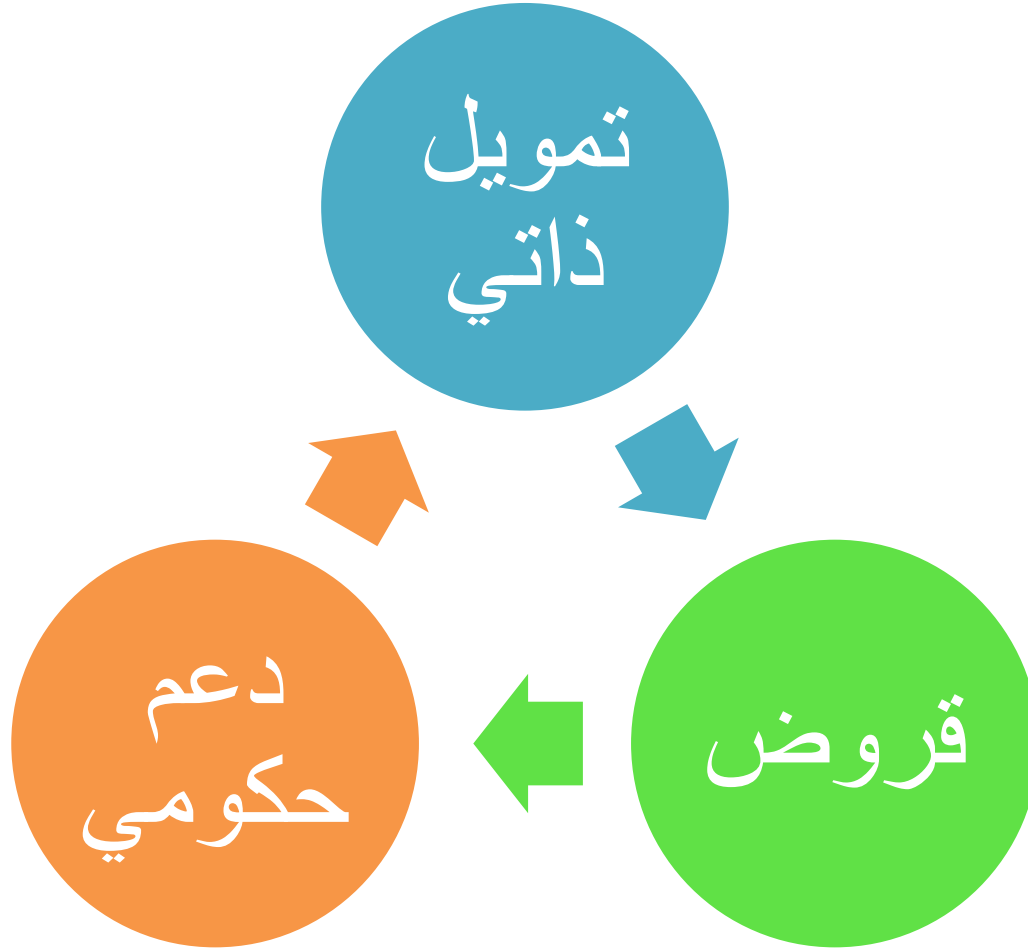 تمويل
ذاتي
قروض
دعم
حكومي